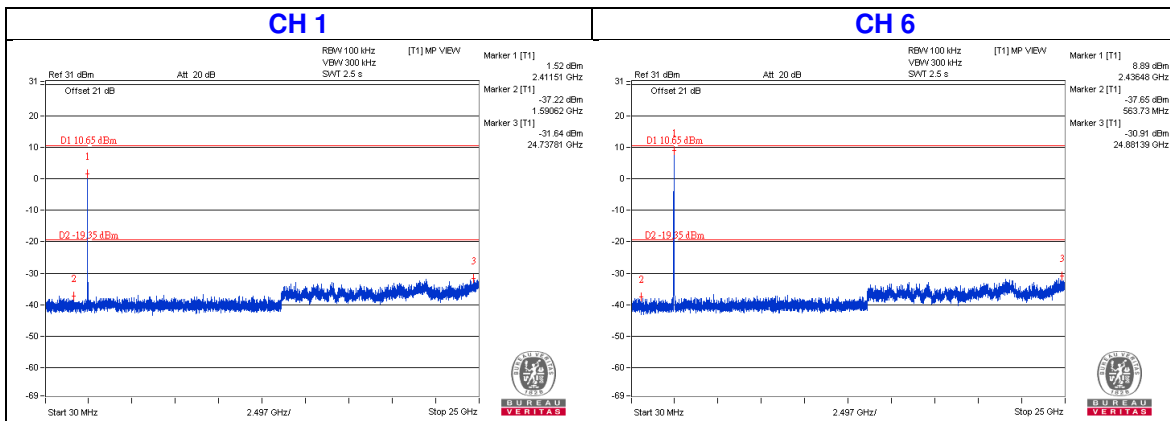 CH 1
RBW 100 kHz [T1] MP VIEW
VBW 300 kHz
Ref 31 dBm Att 20 dB SWT 2.5 s
Marker 1 [T1]
1.52 dBm
2.41151 GHz
Marker 2 [T1]
-37.22 dBm
1.59062 GHz
Marker 3 [T1]
-31.64 dBm
24.73781 GHz
31
Offset 21 dB
20
D1 10.65 dBm
10
1
0
-10
-20
D2 -19.35 dBm
-30
2
3
-40
-50
-60
-69
Start 30 MHz 2.497 GHz/ Stop 25 GHz
BUREAU VERITAS
1828
BUREAU
VERITAS
CH 6
RBW 100 kHz [T1] MP VIEW
VBW 300 kHz
Ref 31 dBm Att 20 dB SWT 2.5 s
Marker 1 [T1]
8.89 dBm
2.43648 GHz
Marker 2 [T1]
-37.65 dBm
563.73 MHz
Marker 3 [T1]
-30.91 dBm
24.88139 GHz
31
Offset 21 dB
20
1
D1 10.65 dBm
10
0
-10
-20
D2 -19.35 dBm
-30
2
3
-40
-50
-60
-69
Start 30 MHz 2.497 GHz/ Stop 25 GHz
BUREAU VERITAS
1828
BUREAU
VERITAS